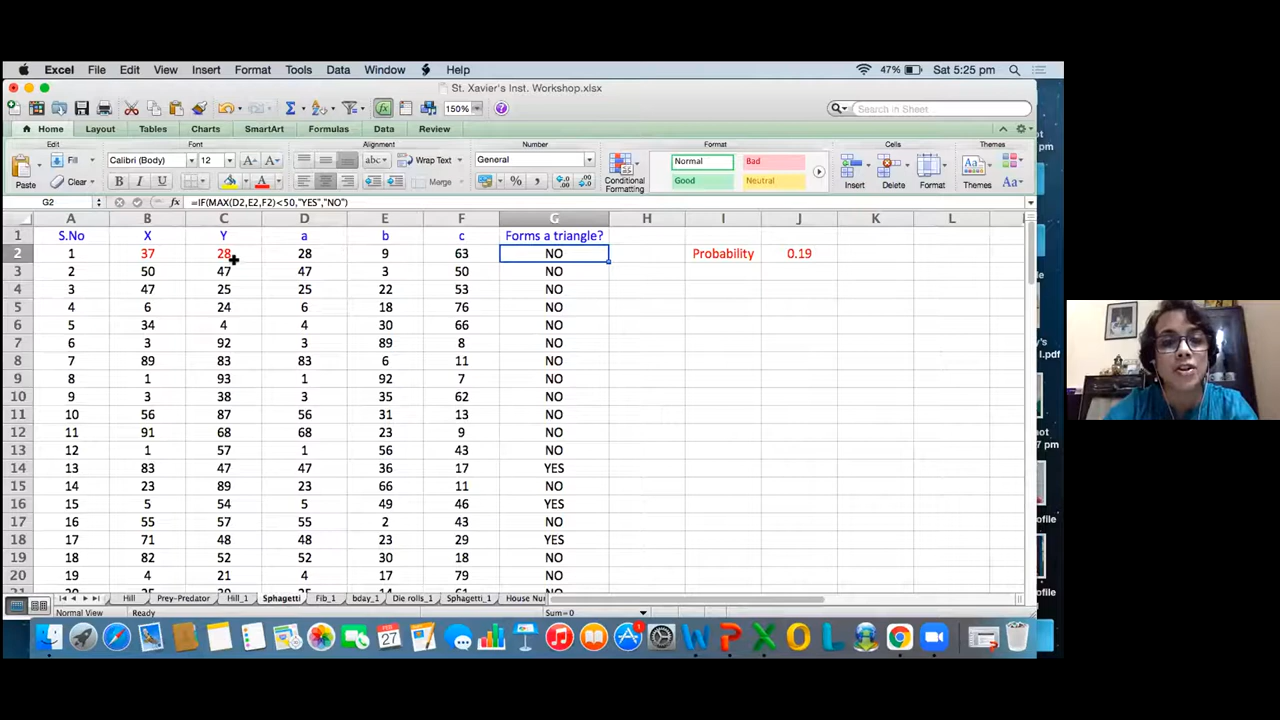 Excel File Edit View Insert Format Tools Data Window Help 47% Sat 5:25 pm
St. Xavier's Inst. Workshop.xlsx
150% Search in Sheet
Home Layout Tables Charts SmartArt Formulas Data Review
Edit Font Alignment Number Format Cells Themes
Fill Calibri (Body) 12 abc Wrap Text General Normal Bad
Paste Clear B I U A Merge % Conditional Formatting Good Neutral Insert Delete Format Themes Aa
G2 fx =IF(MAX(D2,E2,F2)<50,"YES","NO")
A B C D E F G H I J K L
1 S.No X Y a b c Forms a triangle?
2 1 37 28 28 9 63 NO Probability 0.19
3 2 50 47 47 3 50 NO
4 3 47 25 25 22 53 NO
5 4 6 24 6 18 76 NO
6 5 34 4 4 30 66 NO
7 6 3 92 3 89 8 NO
8 7 89 83 83 6 11 NO
9 8 1 93 1 92 7 NO
10 9 3 38 3 35 62 NO
11 10 56 87 56 31 13 NO
12 11 91 68 68 23 9 NO
13 12 1 57 1 56 43 NO
14 13 83 47 47 36 17 YES
15 14 23 89 23 66 11 NO
16 15 5 54 5 49 46 YES
17 16 55 57 55 2 43 NO
18 17 71 48 48 23 29 YES
19 18 82 52 52 30 18 NO
20 19 4 21 4 17 79 NO
Hill Prey-Predator Hill_1 Sphagetti Fib_1 bday_1 Die rolls_1 Sphagetti_1 House Nu
Normal View Ready Sum=0